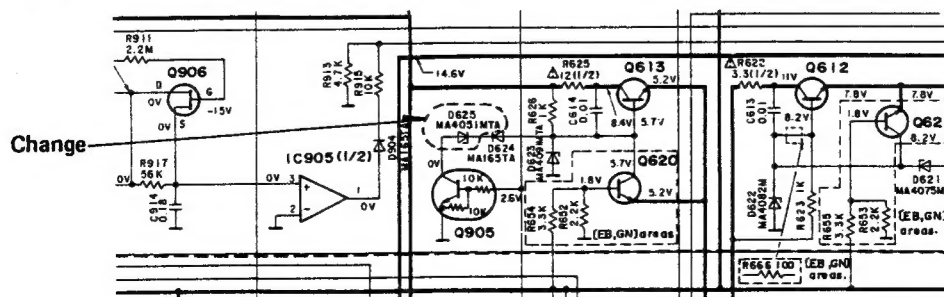 R911
2.2M
Q906
D
G
0V
-15V
S
0V
Change
R917
56K
0V
C914
0.18
IC905(1/2)
0V
3
2
1
0V
R913
4.7K
R915
10K
D904
MA165TA
14.6V
D625
MA4051MTA
D624
MA165TA
0V
10K
10K
2.6V
Q905
R625
12(1/2)
R626
1K
C614
0.01
Q613
5.2V
8.4V
5.7V
D623
MA4091MTA
5.7V
Q620
1.8V
5.2V
R654
3.3K
R652
2.2K
(EB,GN) areas
R622
3.3(1/2)
11V
Q612
7.8V
7.8V
C613
0.01
8.2V
1.8V
Q62
8.2V
D621
MA4075M
D622
MA4082M
R623 1K
R655
3.3K
R653
2.2K
(EB,GN)
areas.
R666 100
(EB,GN)
areas.